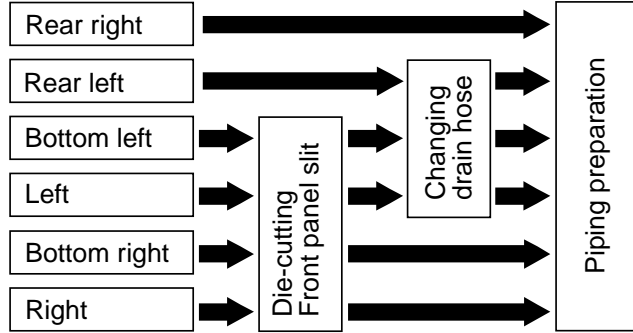 Rear right
Rear left
Bottom left
Left
Bottom right
Right
Die-cutting
Front panel slit
Changing
drain hose
Piping preparation